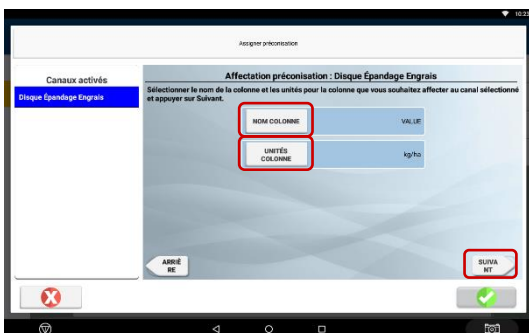 10:23
Assigner préconisation
Canaux activés
Disque Épandage Engrais
Affectation préconisation : Disque Épandage Engrais
Sélectionner le nom de la colonne et les unités pour la colonne que vous souhaitez affecter au canal sélectionné
et appuyer sur Suivant.
NOM COLONNE
VALUE
UNITÉS
COLONNE
kg/ha
ARRIÈ
RE
SUIVA
NT